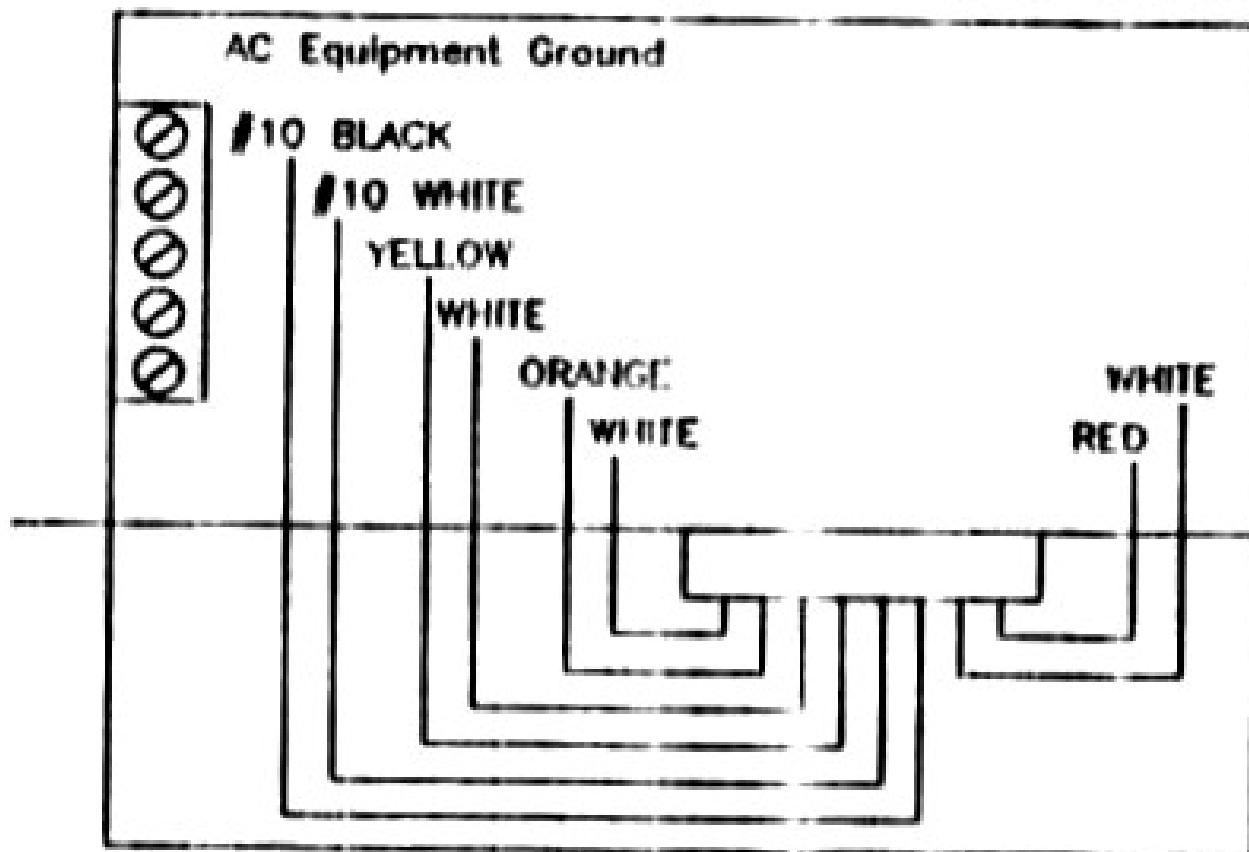 AC Equipment Ground
#10 BLACK
#10 WHITE
YELLOW
WHITE
ORANGE
WHITE
WHITE
RED